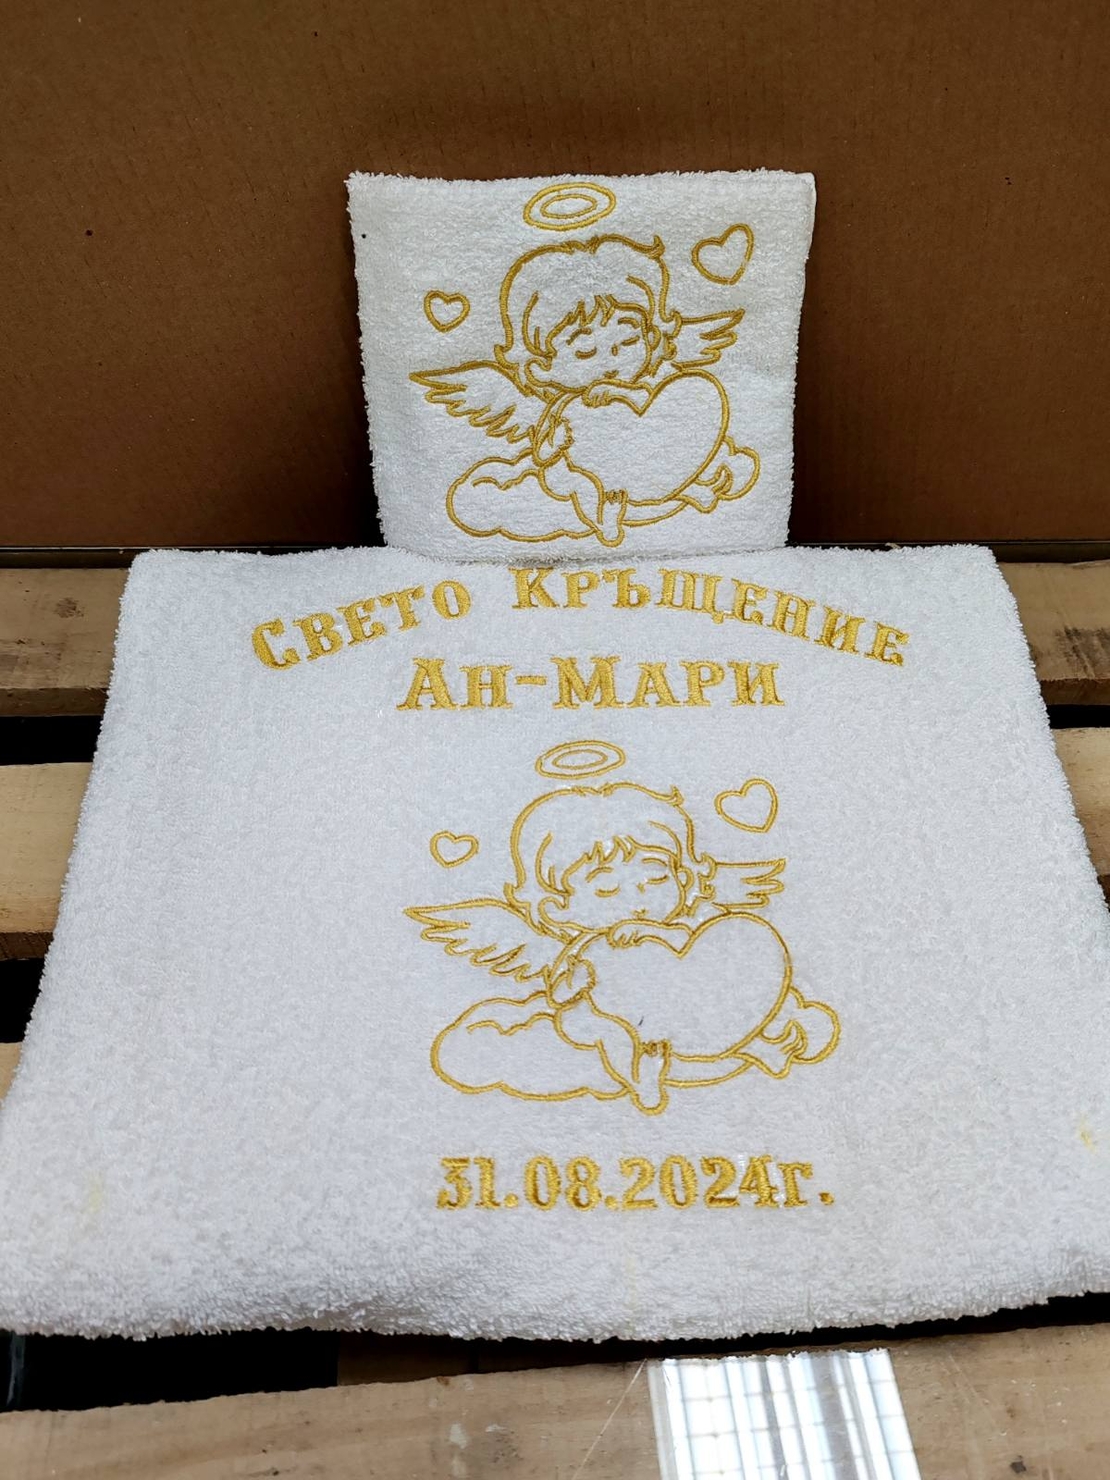 Свето Кръщение
Ан-Мари
31.08.2024г.